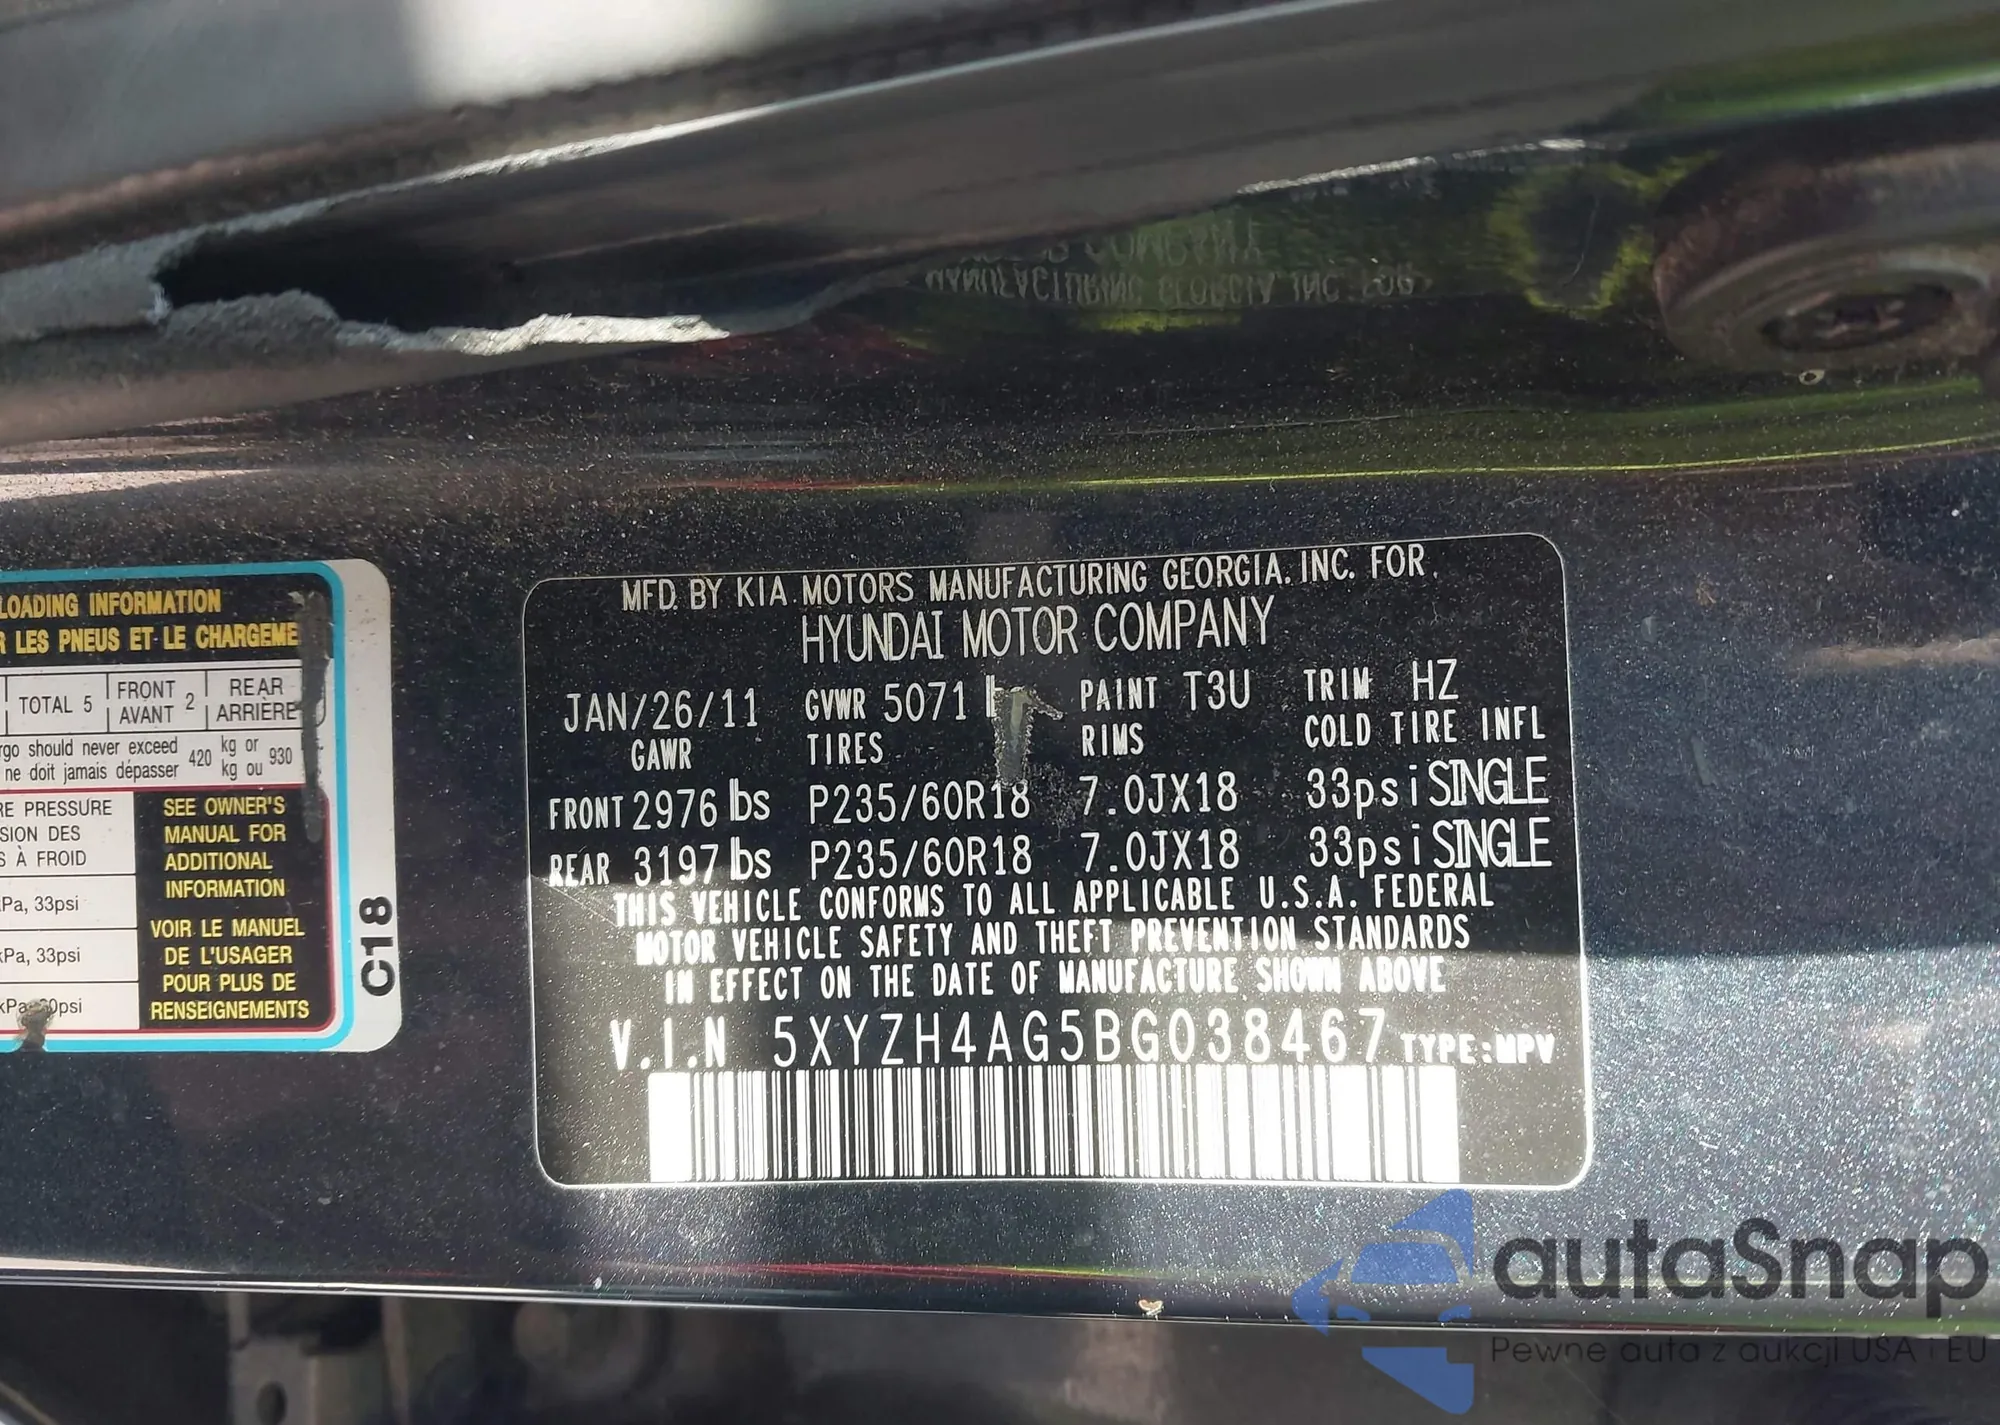 LOADING INFORMATION
R LES PNEUS ET LE CHARGEME
TOTAL 5 FRONT AVANT 2 REAR ARRIÈRE
rgo should never exceed 420 kg or 930
ne doit jamais dépasser kg ou
RE PRESSURE
SION DES
S À FROID
kPa, 33psi
kPa, 33psi
kPa, 60psi
SEE OWNER'S
MANUAL FOR
ADDITIONAL
INFORMATION
VOIR LE MANUEL
DE L'USAGER
POUR PLUS DE
RENSEIGNEMENTS
C18
MFD. BY KIA MOTORS MANUFACTURING GEORGIA. INC. FOR
HYUNDAI MOTOR COMPANY
JAN/26/11 GVWR 5071 PAINT T3U TRIM HZ
GAWR TIRES RIMS COLD TIRE INFL
FRONT 2976 lbs P235/60R18 7.0JX18 33psi SINGLE
REAR 3197 lbs P235/60R18 7.0JX18 33psi SINGLE
THIS VEHICLE CONFORMS TO ALL APPLICABLE U.S.A. FEDERAL
MOTOR VEHICLE SAFETY AND THEFT PREVENTION STANDARDS
IN EFFECT ON THE DATE OF MANUFACTURE SHOWN ABOVE
V.I.N 5XYZH4AG5BG038467 TYPE:MPV
autaSnap
Pewne auta z aukcji USA i EU